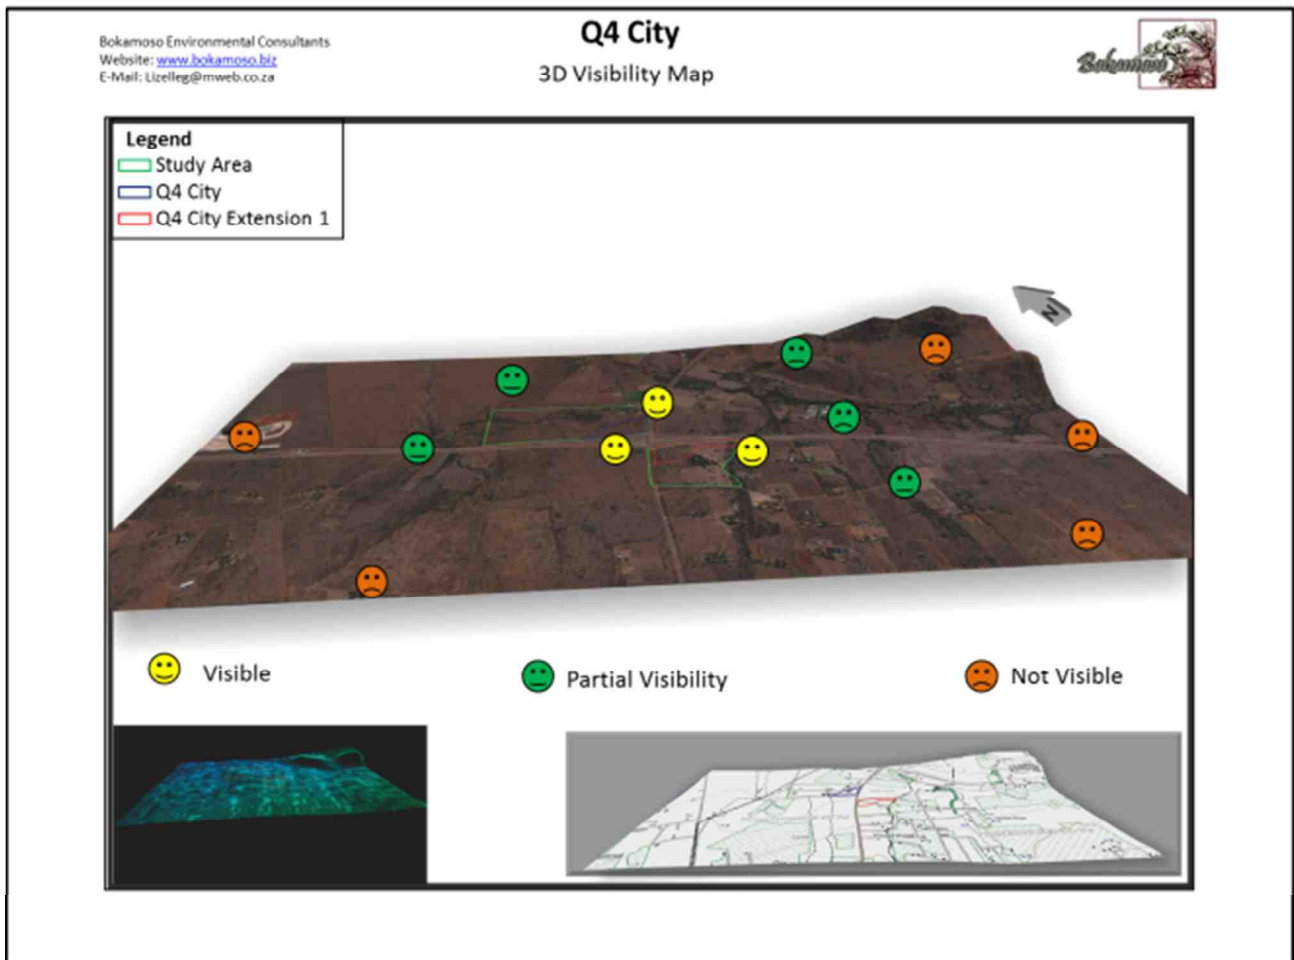 Bokamoso Environmental Consultants
Website: www.bokamoso.biz
E-Mail: Lizelleg@mweb.co.za
Q4 City
3D Visibility Map
Bokamoso
Legend
Study Area
Q4 City
Q4 City Extension 1
N
Visible
Partial Visibility
Not Visible